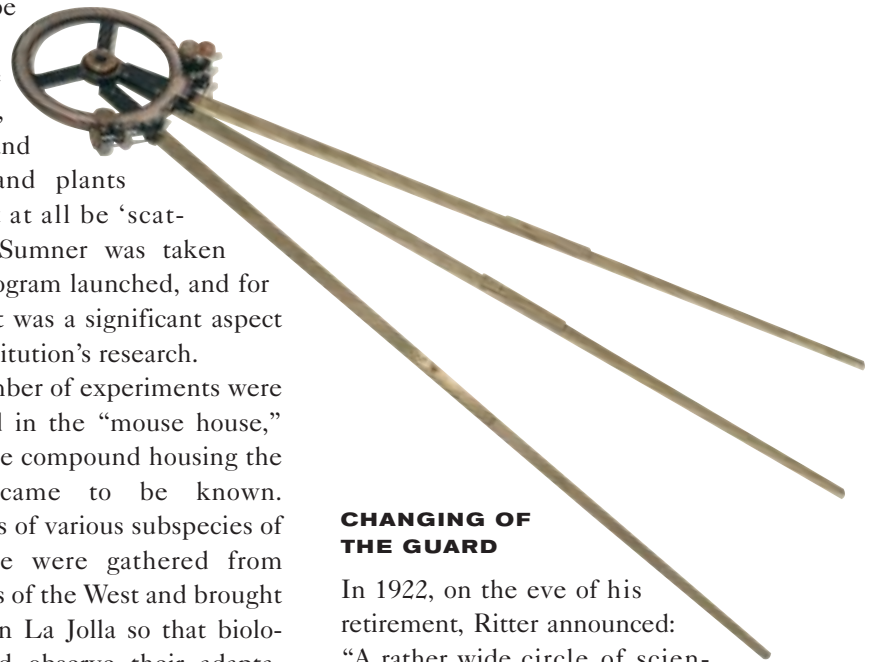 and plants
at all be ‘scat-
Sumner was taken
launched, and for
was a significant aspect
research.
of experiments were
in the “mouse house,”
compound housing the
came to be known.
of various subspecies of
were gathered from
of the West and brought
La Jolla so that biolo-
observe their adapta-
CHANGING OF
THE GUARD
In 1922, on the eve of his
retirement, Ritter announced:
“A rather wide circle of scien-